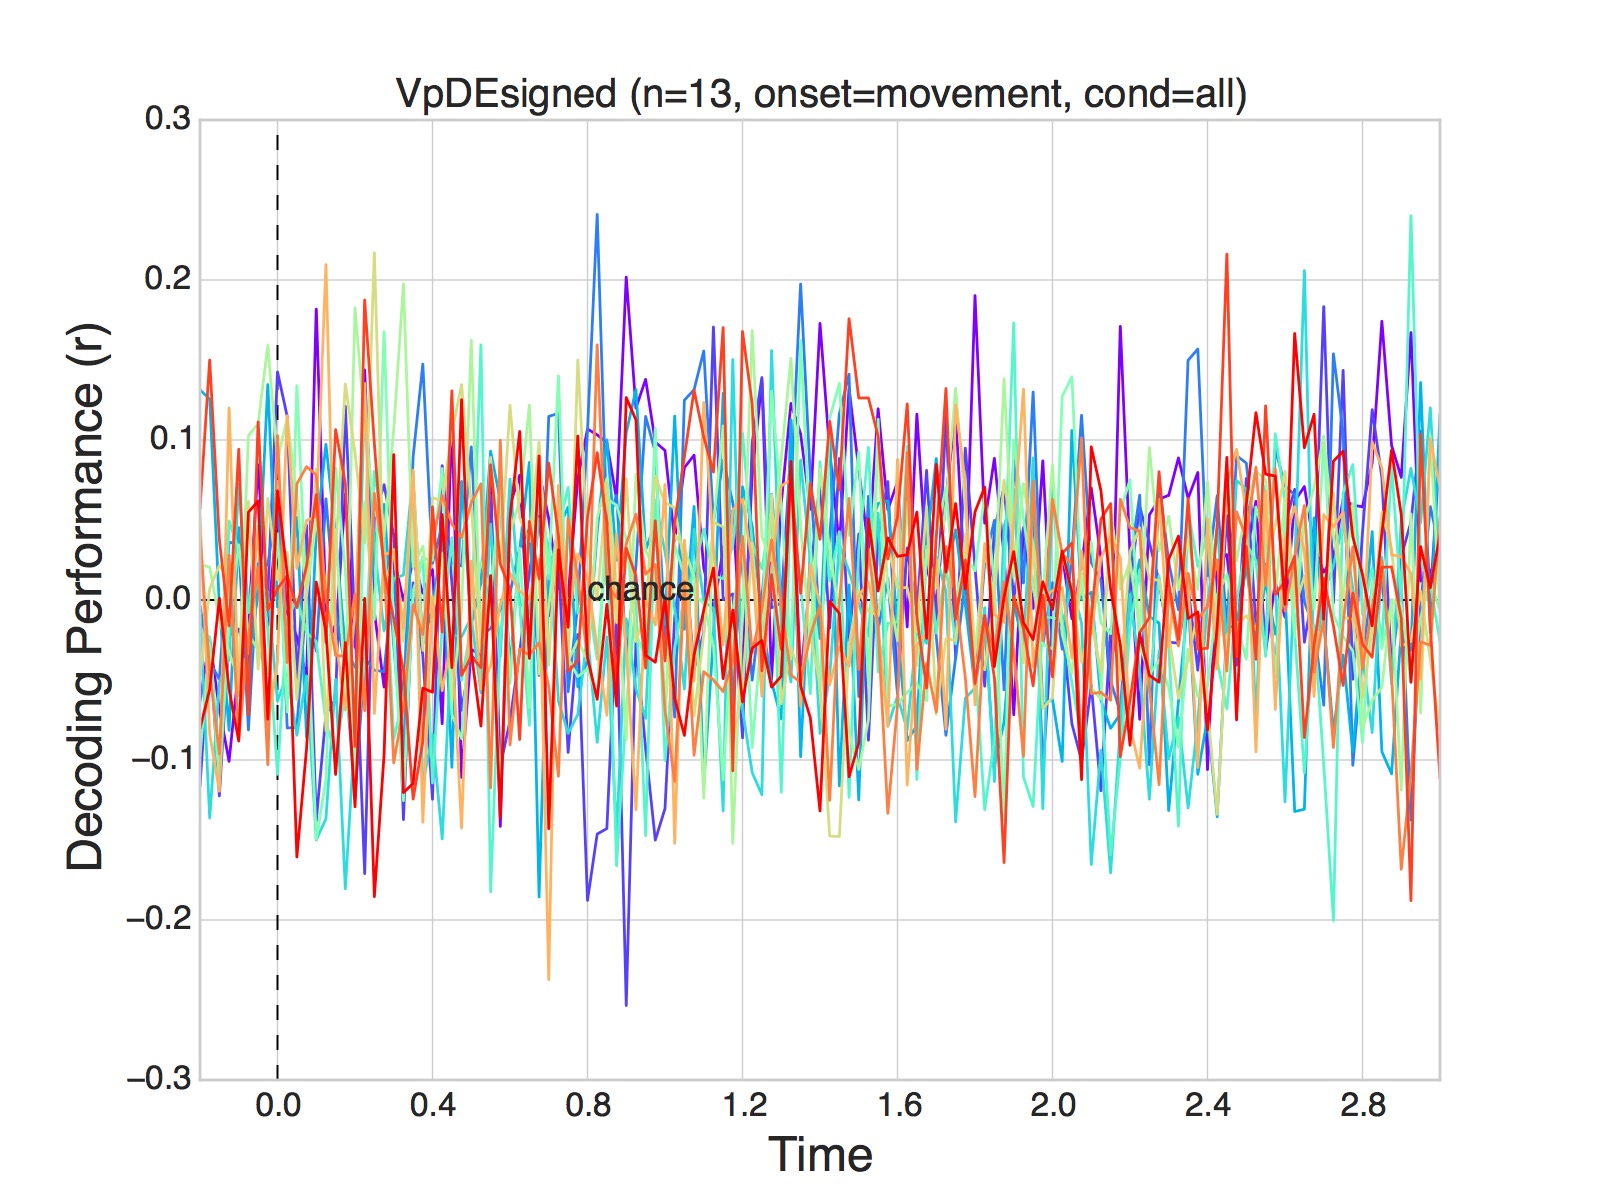 VpDEsigned (n=13, onset=movement, cond=all)
0.3
0.2
0.1
0.0
−0.1
−0.2
−0.3
Decoding Performance (r)
chance
0.0 0.4 0.8 1.2 1.6 2.0 2.4 2.8
Time